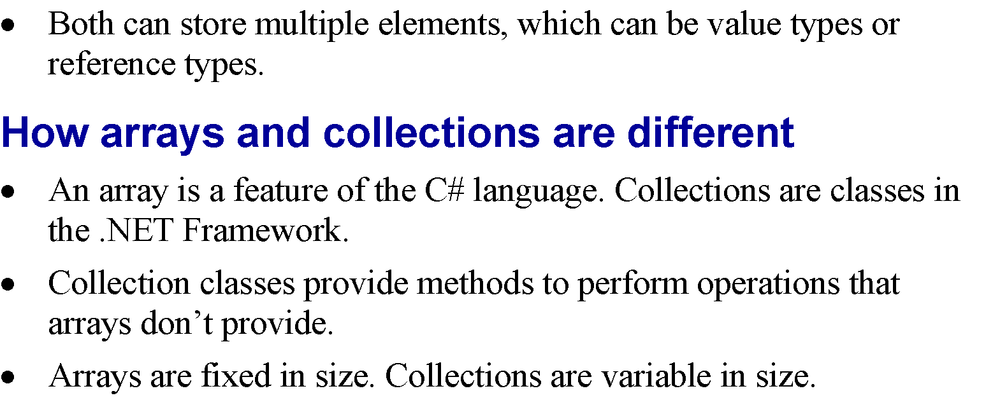 • Both can store multiple elements, which can be value types or
reference types.
How arrays and collections are different
• An array is a feature of the C# language. Collections are classes in
the .NET Framework.
• Collection classes provide methods to perform operations that
arrays don’t provide.
• Arrays are fixed in size. Collections are variable in size.